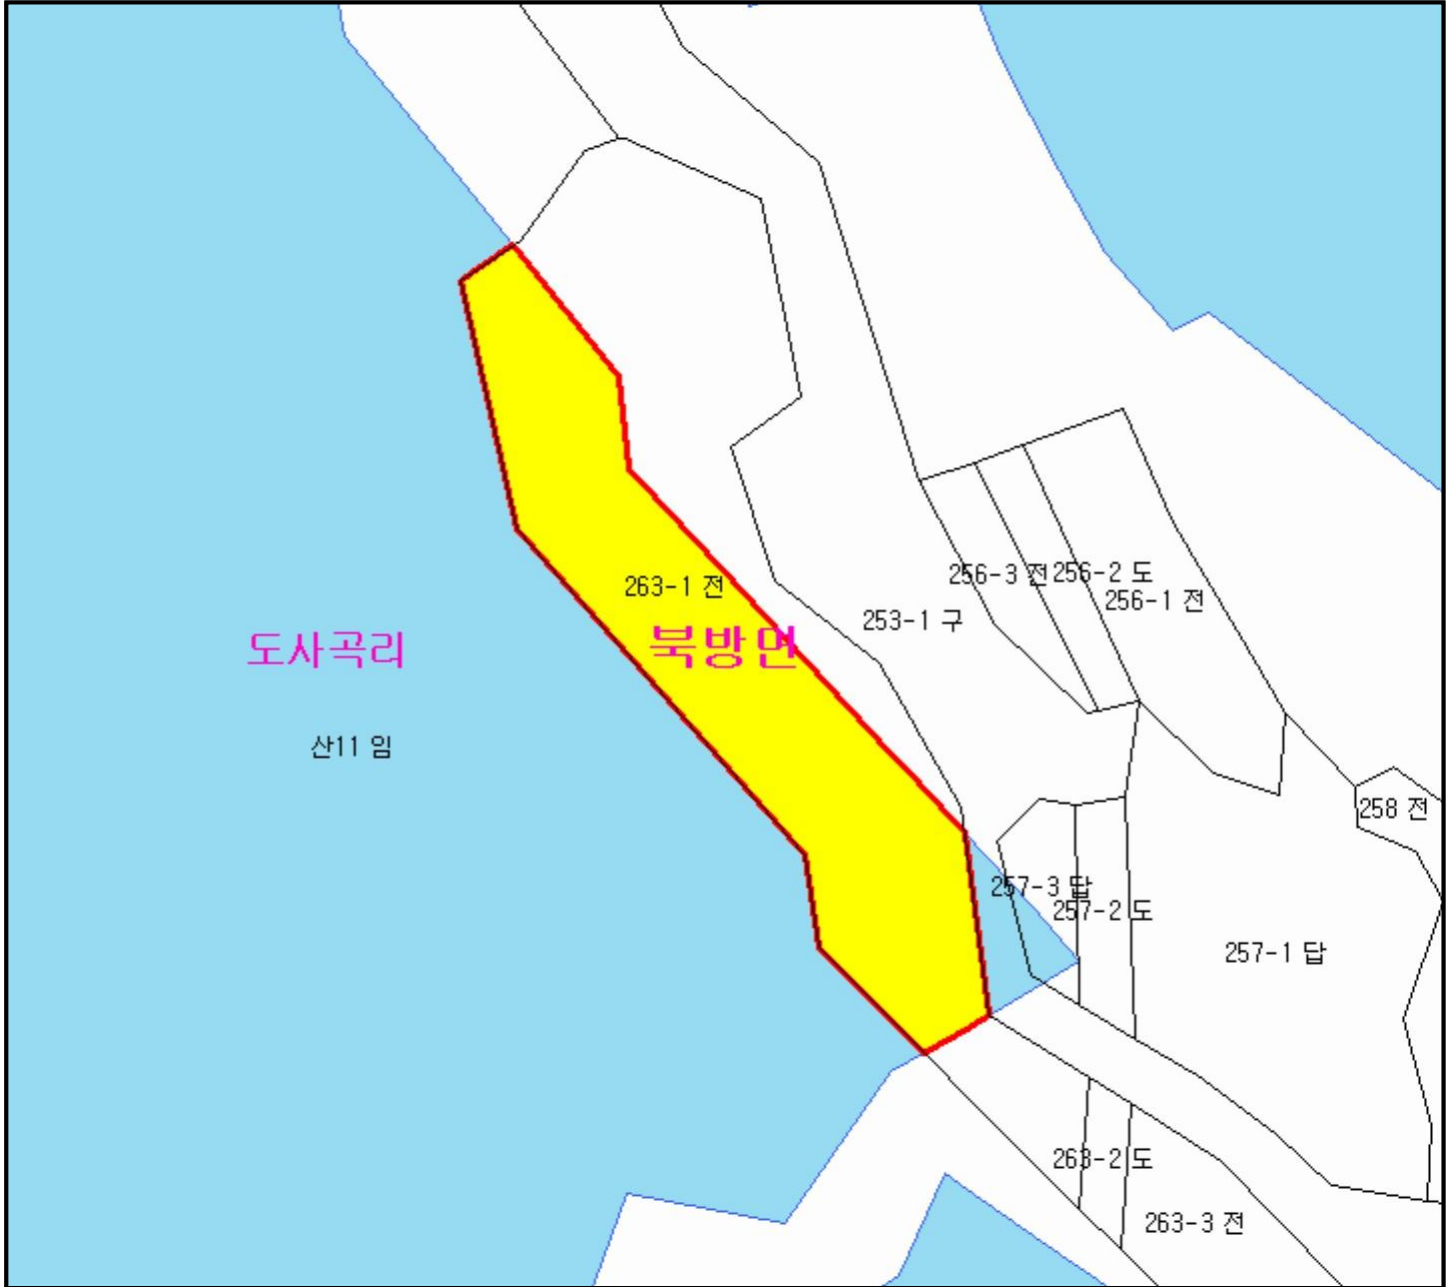 256-3 전
256-2 도
263-1 전
256-1 전
253-1 구
북방면
도사곡리
산11 임
258 전
257-3 답
257-2 도
257-1 답
263-2 도
263-3 전